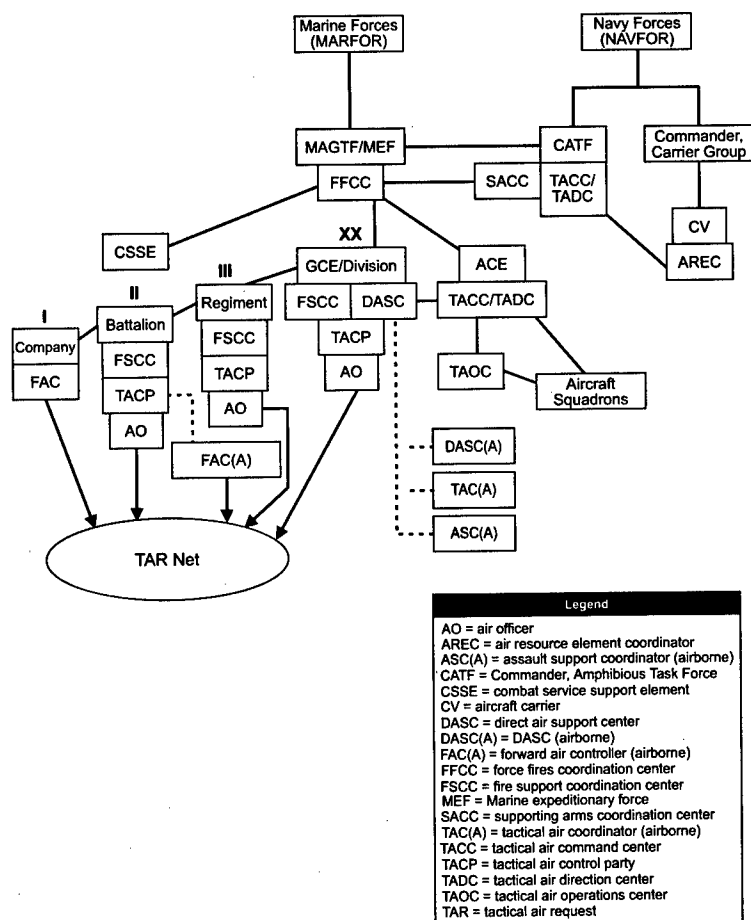 Marine Forces
(MARFOR)
Navy Forces
(NAVFOR)
MAGTF/MEF
CATF
Commander,
Carrier Group
FFCC
SACC
TACC/
TADC
CV
AREC
CSSE
XX
GCE/Division
ACE
III
Regiment
FSCC
DASC
TACC/TADC
II
Battalion
I
Company
FSCC
FSCC
TACP
TAOC
Aircraft
Squadrons
FAC
TACP
TACP
AO
AO
AO
FAC(A)
DASC(A)
TAC(A)
ASC(A)
TAR Net
Legend
AO = air officer
AREC = air resource element coordinator
ASC(A) = assault support coordinator (airborne)
CATF = Commander, Amphibious Task Force
CSSE = combat service support element
CV = aircraft carrier
DASC = direct air support center
DASC(A) = DASC (airborne)
FAC(A) = forward air controller (airborne)
FFCC = force fires coordination center
FSCC = fire support coordination center
MEF = Marine expeditionary force
SACC = supporting arms coordination center
TAC(A) = tactical air coordinator (airborne)
TACC = tactical air command center
TACP = tactical air control party
TADC = tactical air direction center
TAOC = tactical air operations center
TAR = tactical air request